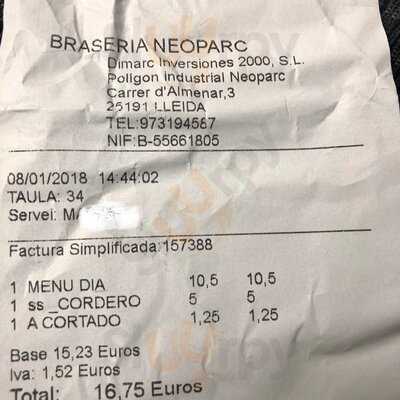 BRASERIA NEOPARC
Dimarc Inversiones 2000, S.L.
Poligon Industrial Neoparc
Carrer d'Almenar,3
25191 LLEIDA
TEL:973194567
NIF:B-55661805
08/01/2018 14:44:02
TAULA: 34
Servei:
Factura Simplificada:157388
1 MENU DIA 10,5 10,5
1 ss_CORDERO 5 5
1 A CORTADO 1,25 1,25
Base 15,23 Euros
Iva: 1,52 Euros
Total: 16,75 Euros